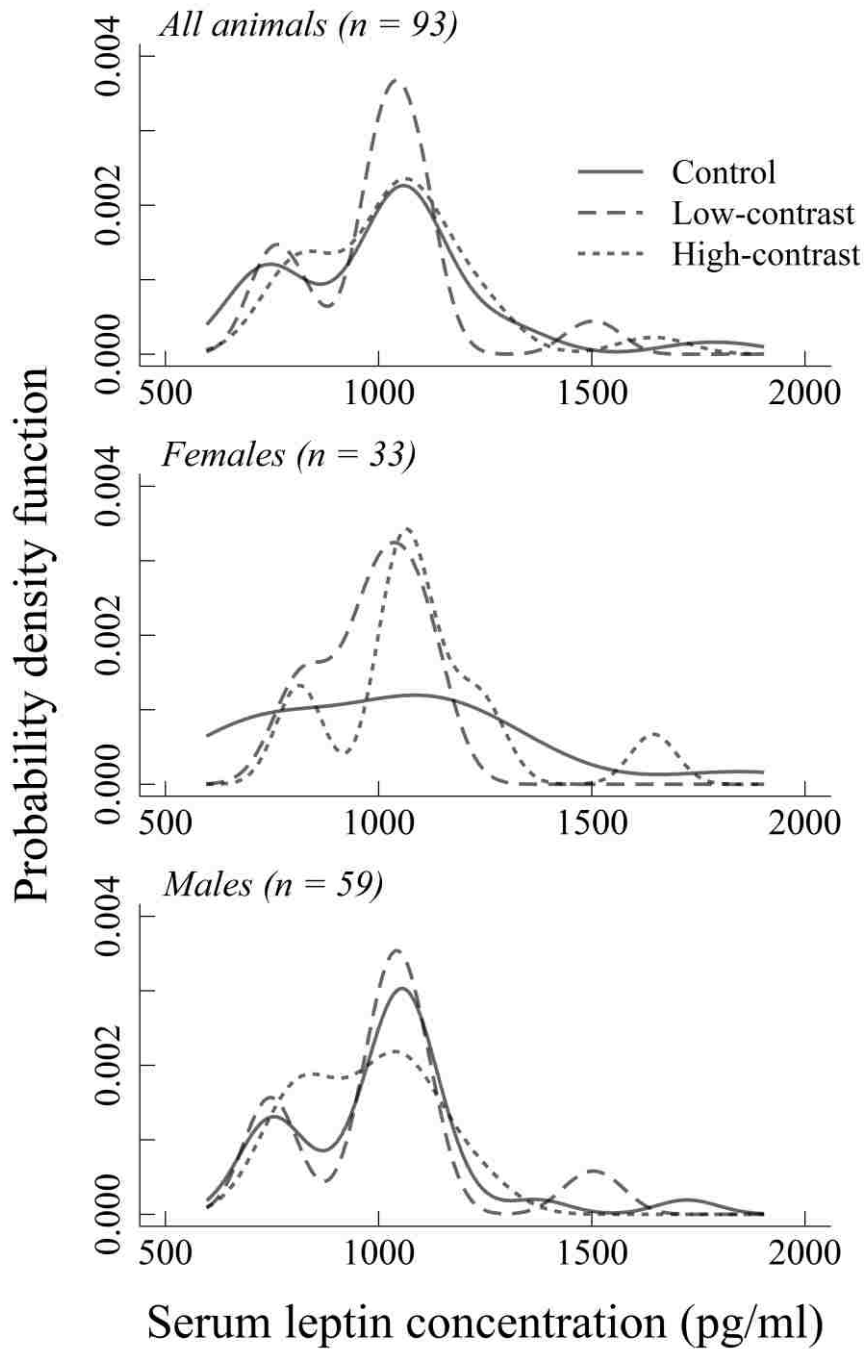 All animals (n = 93)
0.004
0.002
0.000
Control
Low-contrast
High-contrast
500 1000 1500 2000
Females (n = 33)
0.004
0.002
0.000
500 1000 1500 2000
Males (n = 59)
0.004
0.002
0.000
500 1000 1500 2000
Probability density function
Serum leptin concentration (pg/ml)